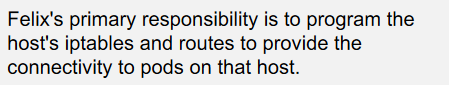 Felix's primary responsibility is to program the
host's iptables and routes to provide the
connectivity to pods on that host.